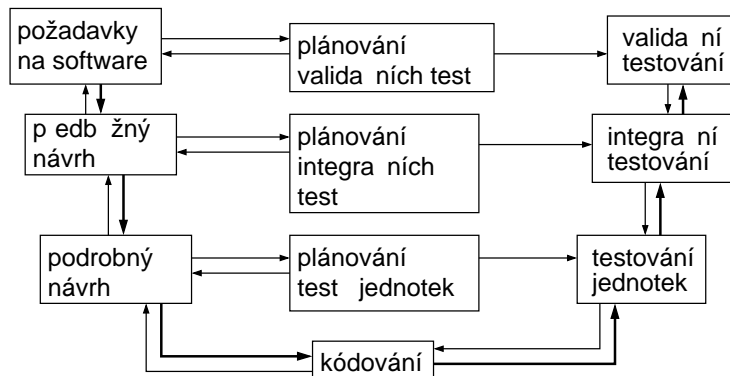 požadavky
na software
plánování
valida ních test
valida ní
testování
p edb žný
návrh
plánování
integra ních
test
integra ní
testování
podrobný
návrh
plánování
test jednotek
testování
jednotek
kódování